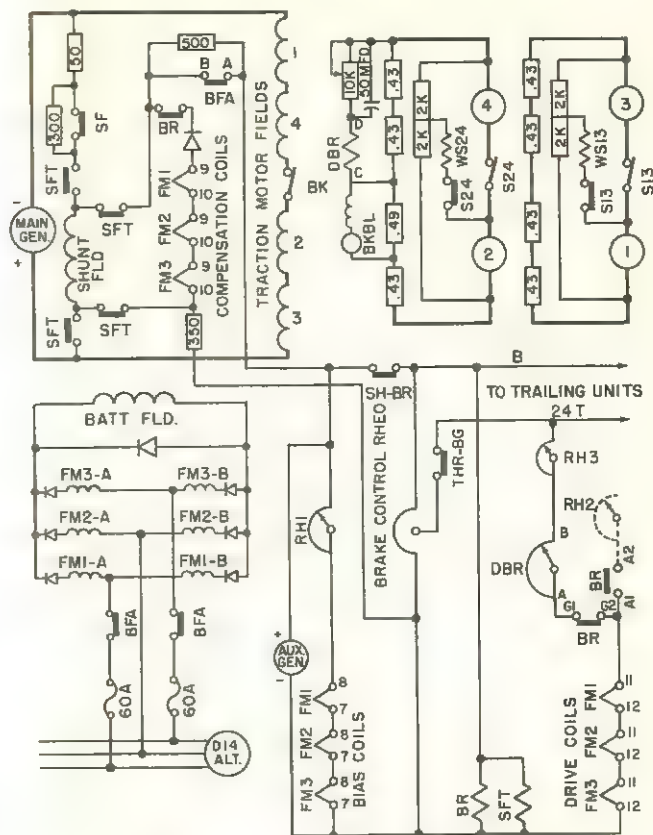 50
300
SF
SFT
SFT
- MAIN GEN. +
SHUNT FLD
SFT
SFT
500
B A
BFA
BR
FM1
9
10
FM2
9
10
FM3
9
10
COMPENSATION COILS
350
TRACTION MOTOR FIELDS
1
4
BK
2
3
10K
50MFD
D
DBR
C
BKBL
.43
.43
.49
.43
2K
2K
WS24
S24
4
S24
2
.43
.43
.43
.43
2K
2K
WS13
S13
3
S13
1
B
SH-BR
TO TRAILING UNITS
24 T
BATT FLD.
FM3-A
FM3-B
FM2-A
FM2-B
FM1-A
FM1-B
BFA
BFA
60A
60A
D14 ALT.
RH1
BRAKE CONTROL RHEO
THR-BG
RH3
RH2
B
DBR
A
A2
BR
A1
G1 G2
BR
+ AUX. GEN. -
FM1
8
7
FM2
8
7
FM3
8
7
BIAS COILS
BR
SFT
DRIVE COILS
FM1
11
12
FM2
11
12
FM3
11
12